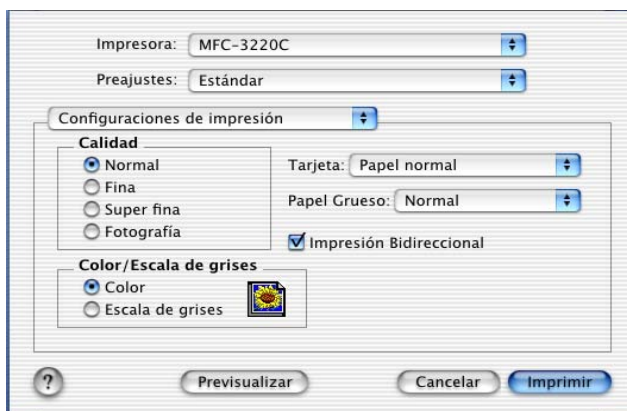 Impresora: MFC-3220C
Preajustes: Estándar
Configuraciones de impresión
Calidad
Normal
Fina
Super fina
Fotografía
Tarjeta: Papel normal
Papel Grueso: Normal
Impresión Bidireccional
Color/Escala de grises
Color
Escala de grises
? Previsualizar Cancelar Imprimir